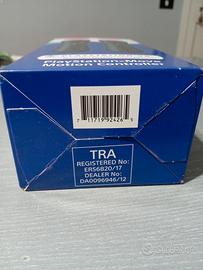 PlayStation®Move
Motion Controller
7 11719 92426 9
TRA
REGISTERED No:
ER56820/17
DEALER No:
DA0096946/12